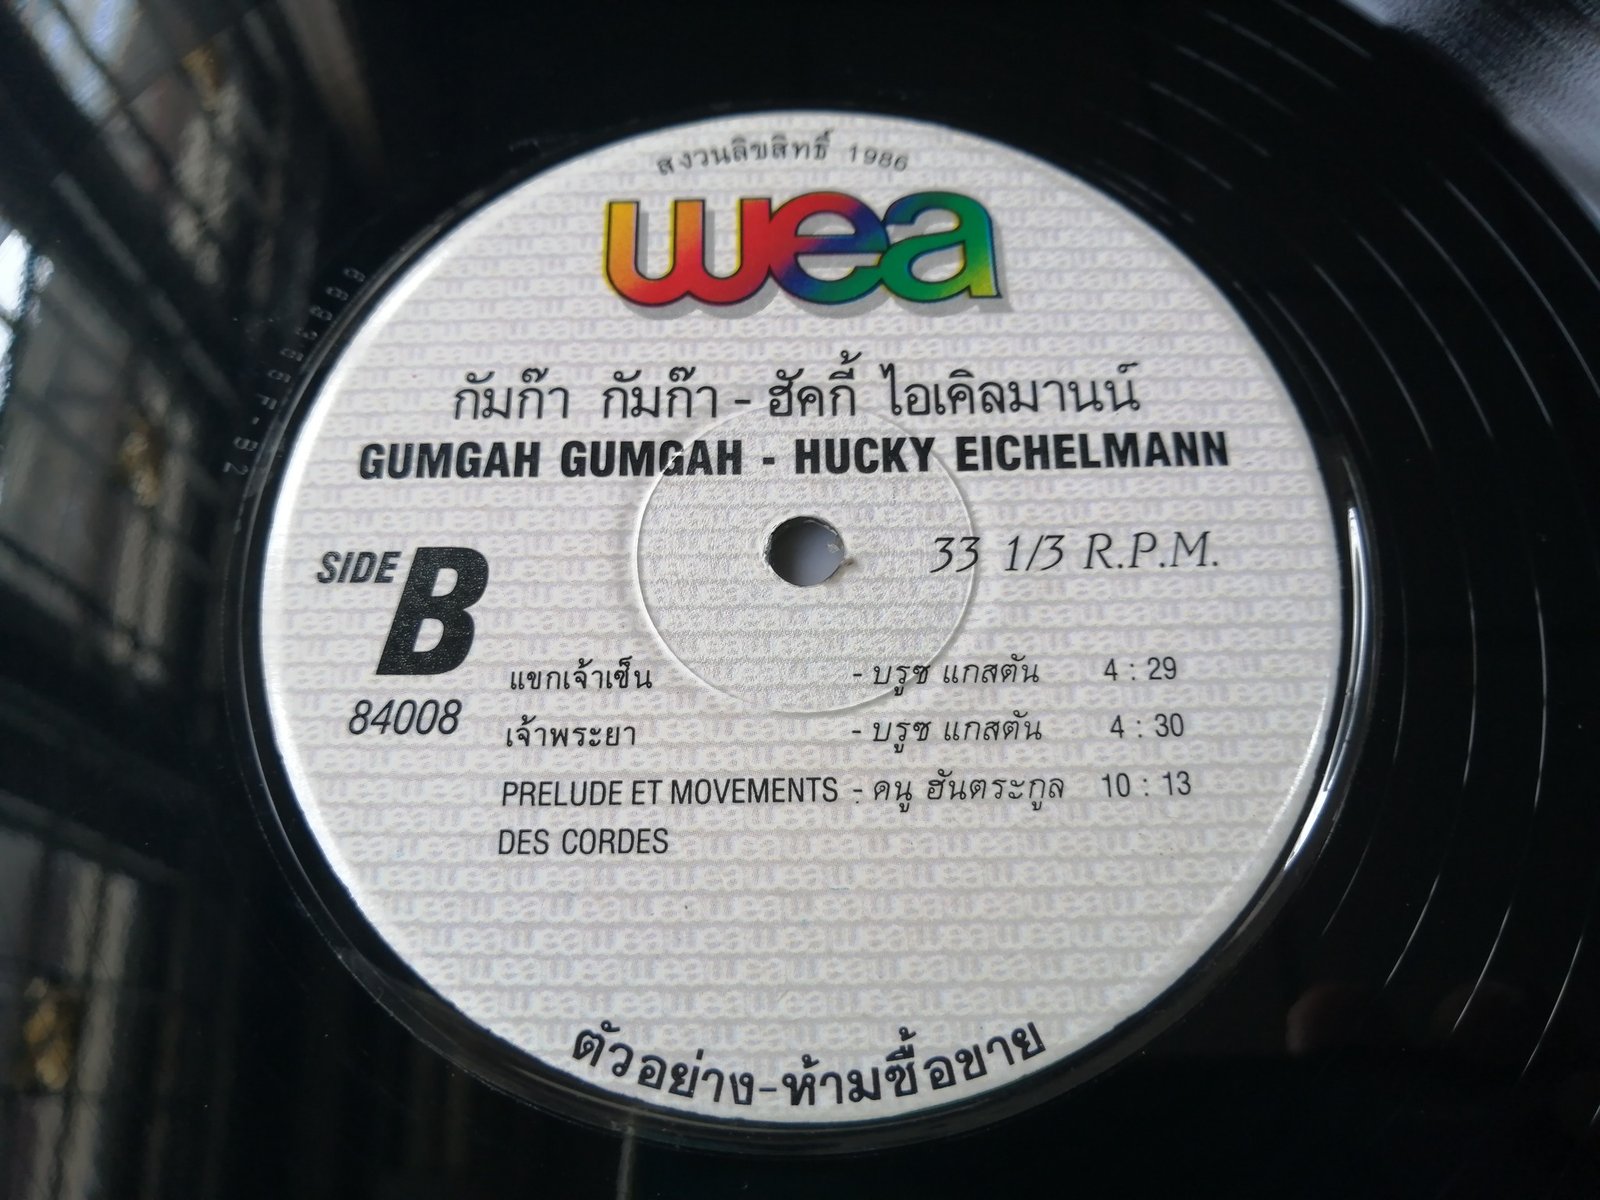 สงวนลิขสิทธิ์ 1986
wea
กัมก๊า กัมก๊า - ฮัคกี้ ไอเคิลมานน์
GUMGAH GUMGAH - HUCKY EICHELMANN
33 1/3 R.P.M.
SIDE B
84008
แขกเจ้าเซ็น - บรูซ แกสตัน 4 : 29
เจ้าพระยา - บรูซ แกสตัน 4 : 30
PRELUDE ET MOVEMENTS - ดนู ฮันตระกูล 10 : 13
DES CORDES
ตัวอย่าง-ห้ามซื้อขาย